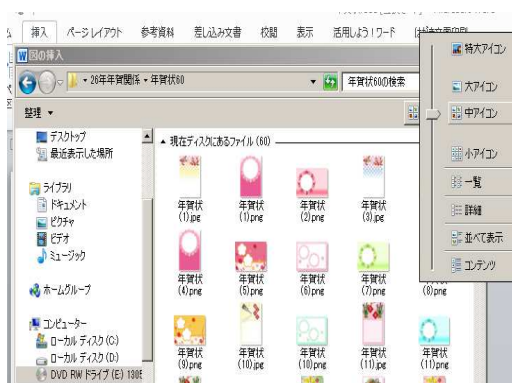 挿入 ページレイアウト 参考資料 差し込み文書 校閲 表示 活用しよう！ワード
図の挿入
26年年賀関係 年賀状60
年賀状60の検索
整理
デスクトップ
最近表示した場所
ライブラリ
ドキュメント
ピクチャ
ビデオ
ミュージック
ホームグループ
コンピューター
ローカル ディスク (C:)
ローカル ディスク (D:)
DVD RW ドライブ (E:) 1305
現在ディスクにあるファイル (60)
年賀状 年賀状 年賀状 年賀状
(1).jpg (1).png (2).png (3).jpg
年賀状 年賀状 年賀状 年賀状 年賀状
(4).png (5).png (6).png (7).png (8).png
年賀状 年賀状 年賀状 年賀状 年賀状
(9).png (10).jpg (10).png (11).jpg (11).png
特大アイコン
大アイコン
中アイコン
小アイコン
一覧
詳細
並べて表示
コンテンツ